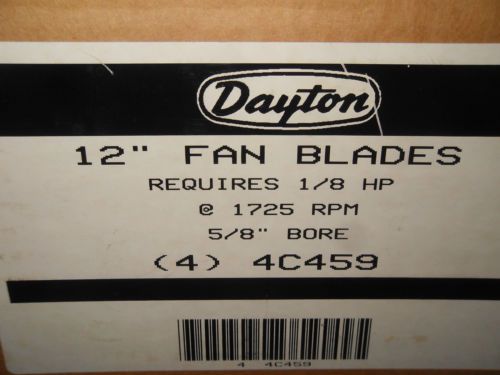 Dayton
12" FAN BLADES
REQUIRES 1/8 HP
@ 1725 RPM
5/8" BORE
(4) 4C459
4 4C459